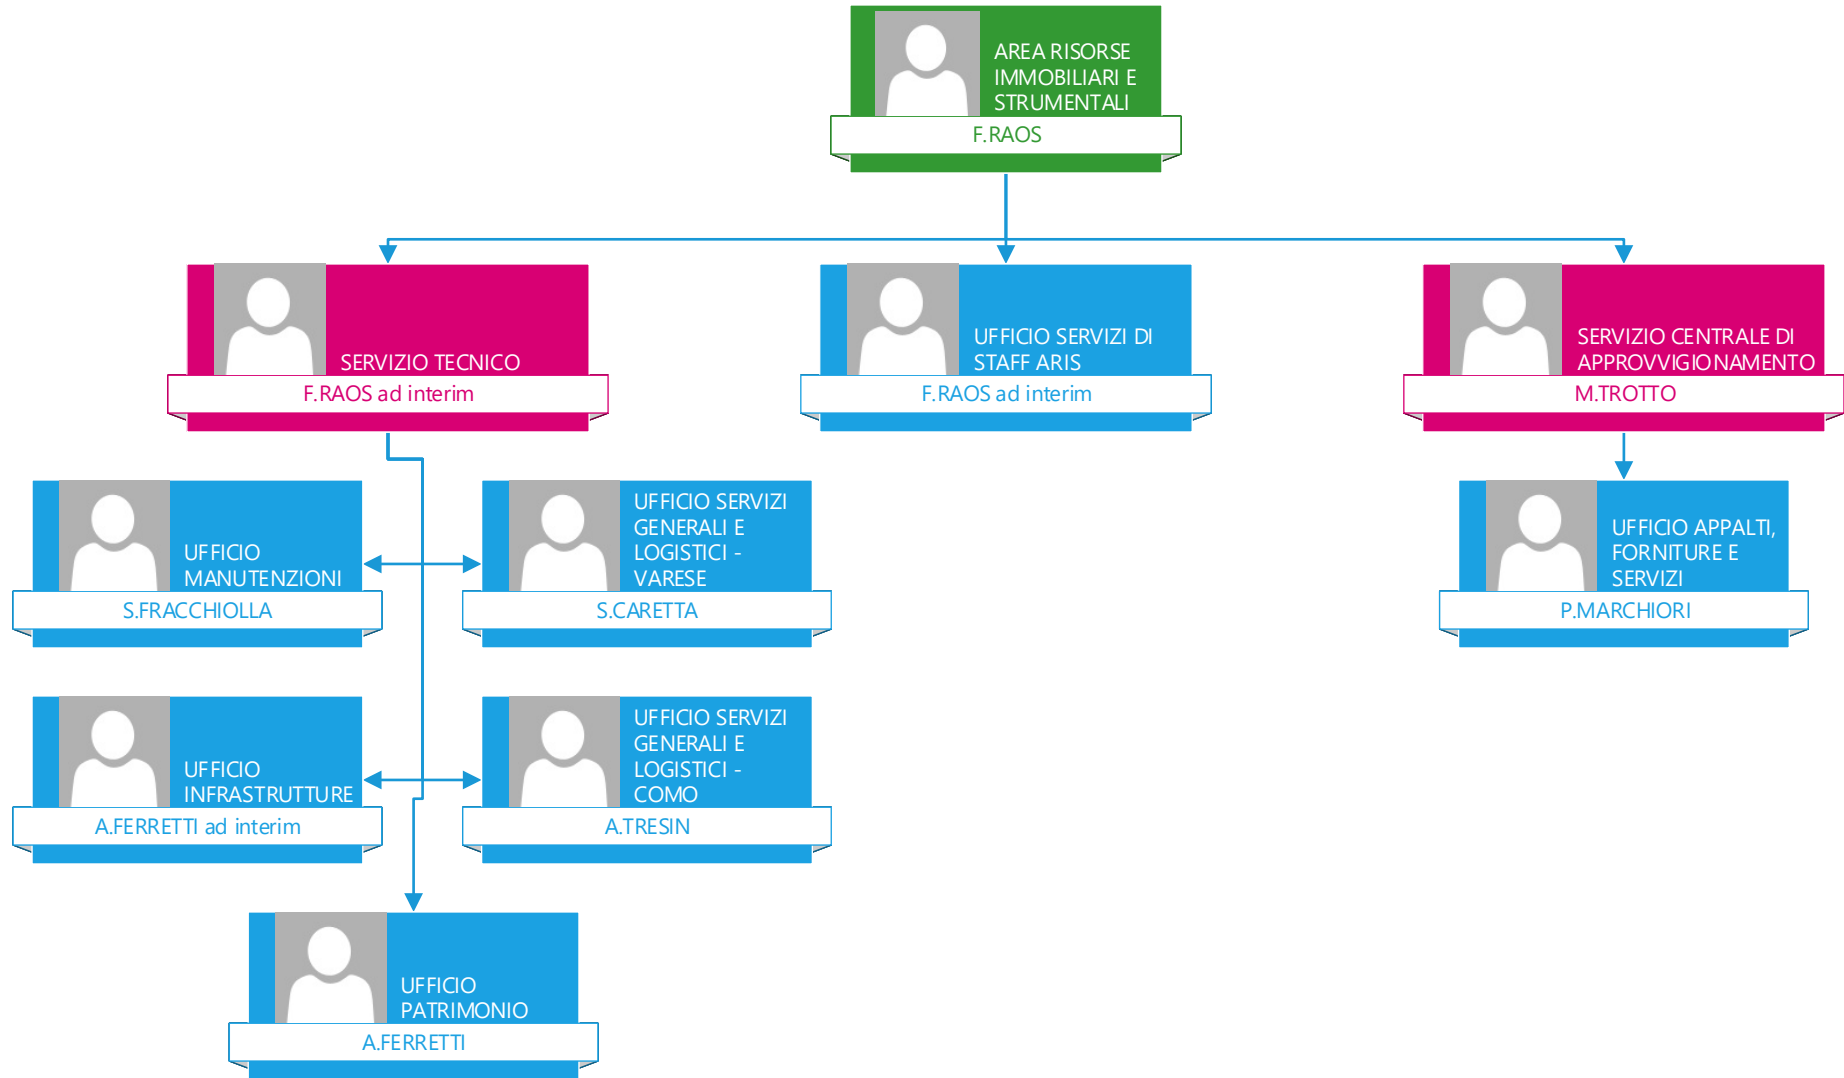 AREA RISORSE
IMMOBILIARI E
STRUMENTALI
F.RAOS
SERVIZIO TECNICO
F.RAOS ad interim
UFFICIO SERVIZI DI
STAFF ARIS
F.RAOS ad interim
SERVIZIO CENTRALE DI
APPROVVIGIONAMENTO
M.TROTTO
UFFICIO
MANUTENZIONI
S.FRACCHIOLLA
UFFICIO SERVIZI
GENERALI E
LOGISTICI -
VARESE
S.CARETTA
UFFICIO APPALTI,
FORNITURE E
SERVIZI
P.MARCHIORI
UFFICIO
INFRASTRUTTURE
A.FERRETTI ad interim
UFFICIO SERVIZI
GENERALI E
LOGISTICI -
COMO
A.TRESIN
UFFICIO
PATRIMONIO
A.FERRETTI